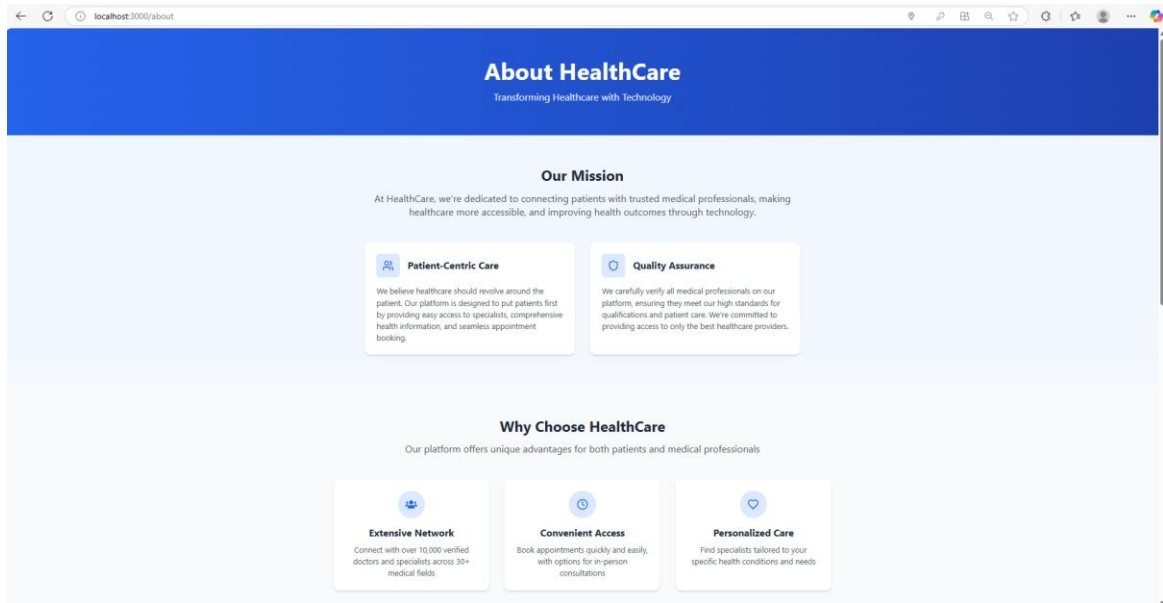 localhost:3000/about
About HealthCare
Transforming Healthcare with Technology
Our Mission
At HealthCare, we're dedicated to connecting patients with trusted medical professionals, making
healthcare more accessible, and improving health outcomes through technology.
Patient-Centric Care
We believe healthcare should revolve around the
patient. Our platform is designed to put patients first
by providing easy access to specialists, comprehensive
health information, and seamless appointment
booking.
Quality Assurance
We carefully verify all medical professionals on our
platform, ensuring they meet our high standards for
qualifications and patient care. We're committed to
providing access to only the best healthcare providers.
Why Choose HealthCare
Our platform offers unique advantages for both patients and medical professionals
Extensive Network
Connect with over 10,000 verified
doctors and specialists across 30+
medical fields
Convenient Access
Book appointments quickly and easily,
with options for in-person
consultations
Personalized Care
Find specialists tailored to your
specific health conditions and needs